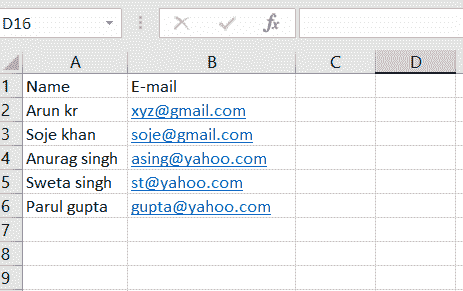 D16 fx
A B C D
1 Name E-mail
2 Arun kr xyz@gmail.com
3 Soje khan soje@gmail.com
4 Anurag singh asing@yahoo.com
5 Sweta singh st@yahoo.com
6 Parul gupta gupta@yahoo.com
7
8
9